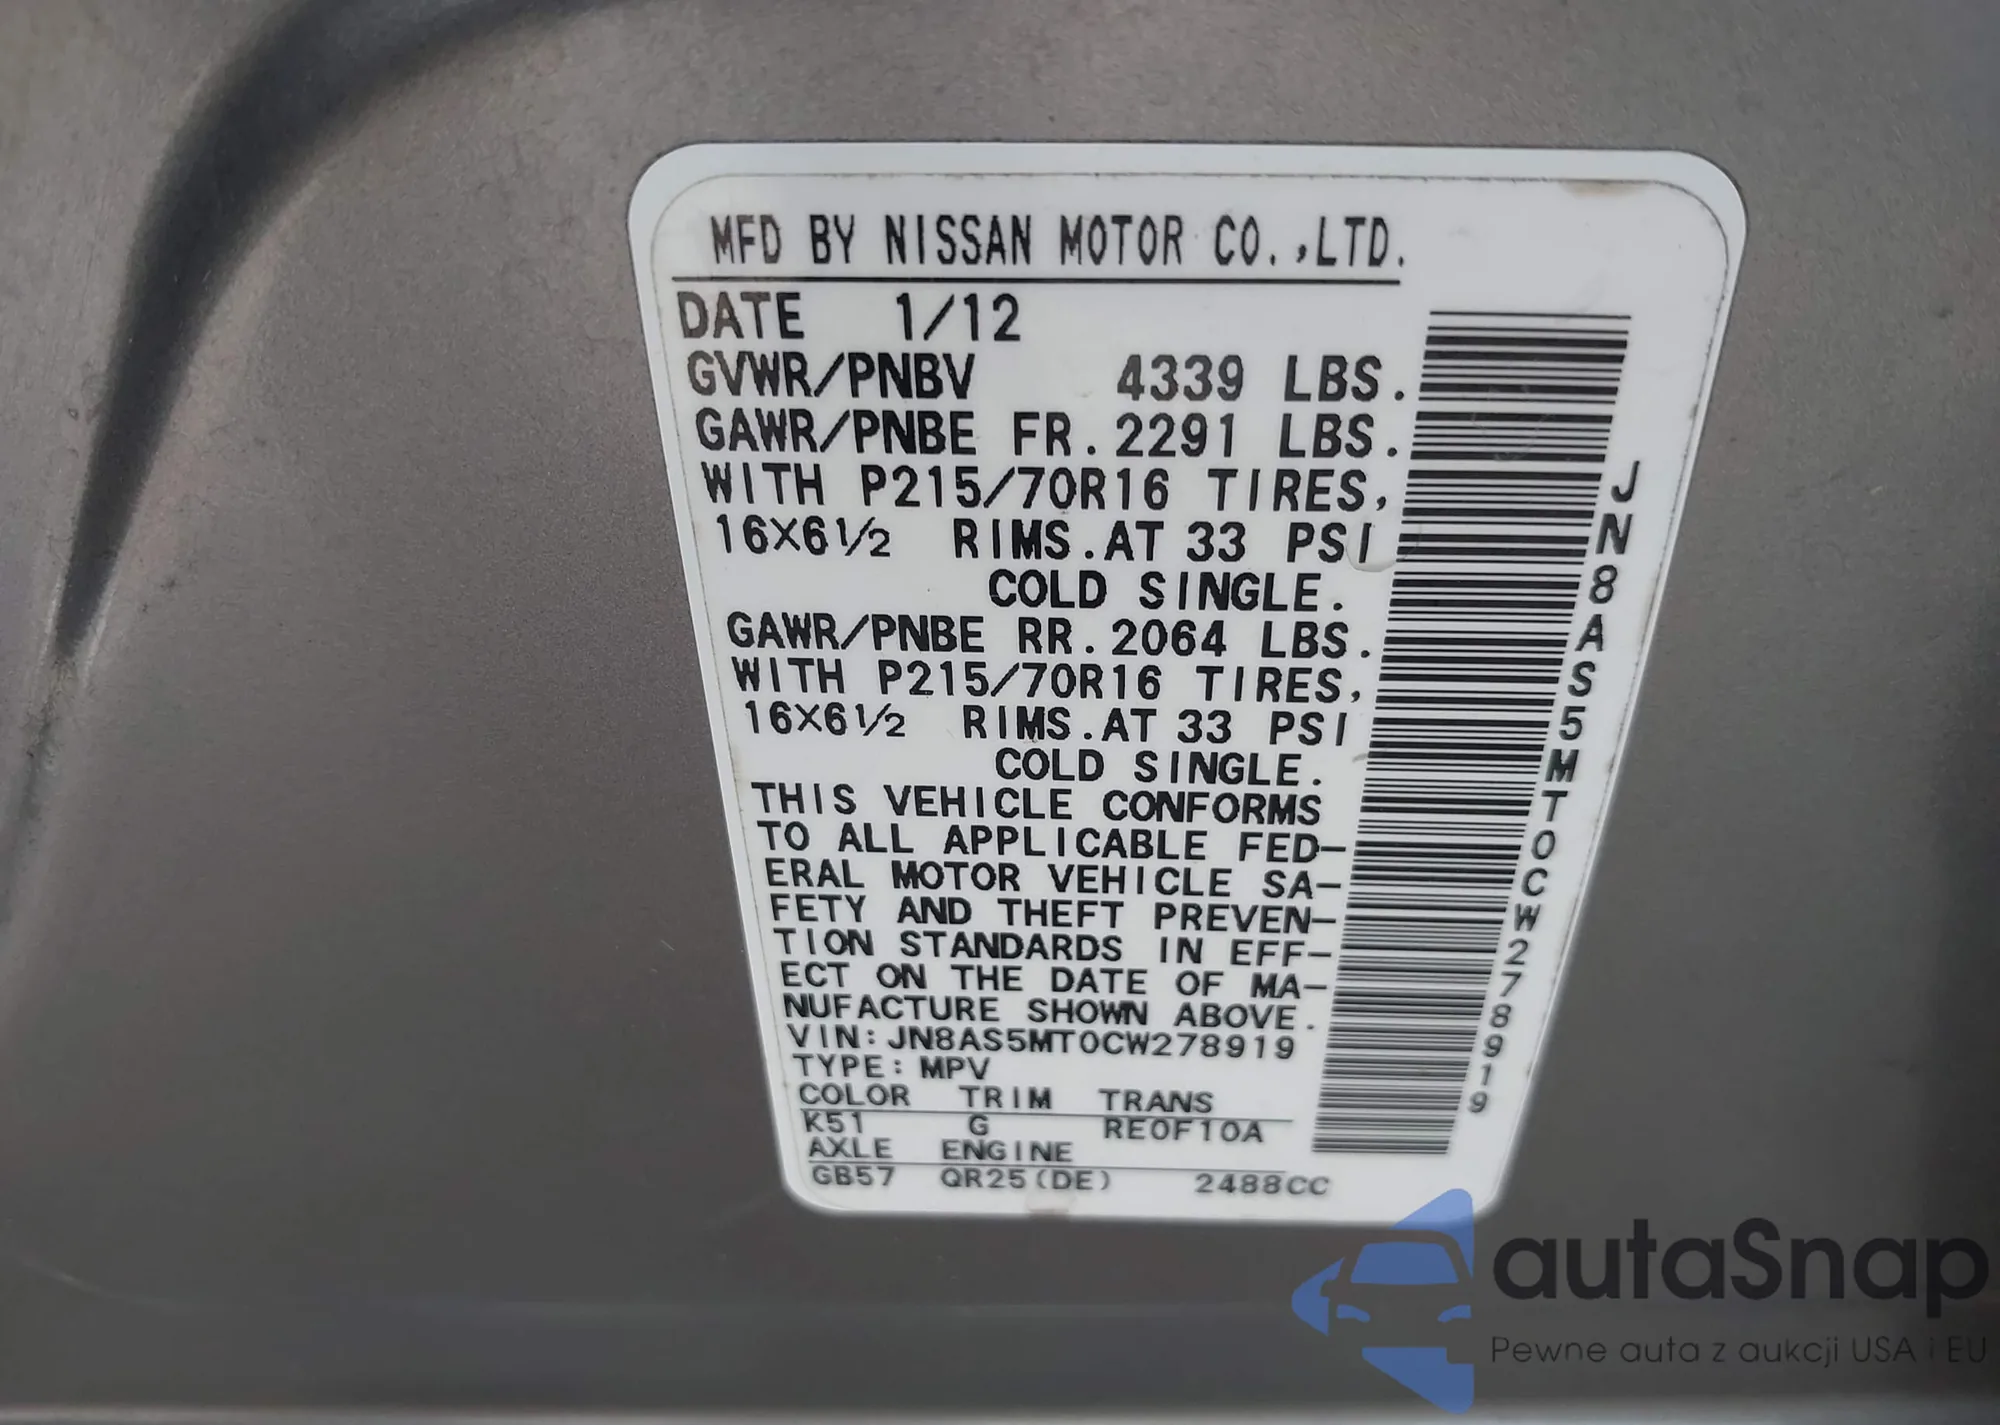 MFD BY NISSAN MOTOR CO.,LTD.
DATE 1/12
GVWR/PNBV 4339 LBS.
GAWR/PNBE FR.2291 LBS.
WITH P215/70R16 TIRES,
16X6½ RIMS.AT 33 PSI
COLD SINGLE.
GAWR/PNBE RR.2064 LBS.
WITH P215/70R16 TIRES,
16X6½ RIMS.AT 33 PSI
COLD SINGLE.
THIS VEHICLE CONFORMS
TO ALL APPLICABLE FED-
ERAL MOTOR VEHICLE SA-
FETY AND THEFT PREVEN-
TION STANDARDS IN EFF-
ECT ON THE DATE OF MA-
NUFACTURE SHOWN ABOVE.
VIN:JN8AS5MT0CW278919
TYPE:MPV
COLOR TRIM TRANS
K51 G RE0F10A
AXLE ENGINE
GB57 QR25(DE) 2488CC
JN8AS5MT0CW278919
autaSnap
Pewne auta z aukcji USA i EU